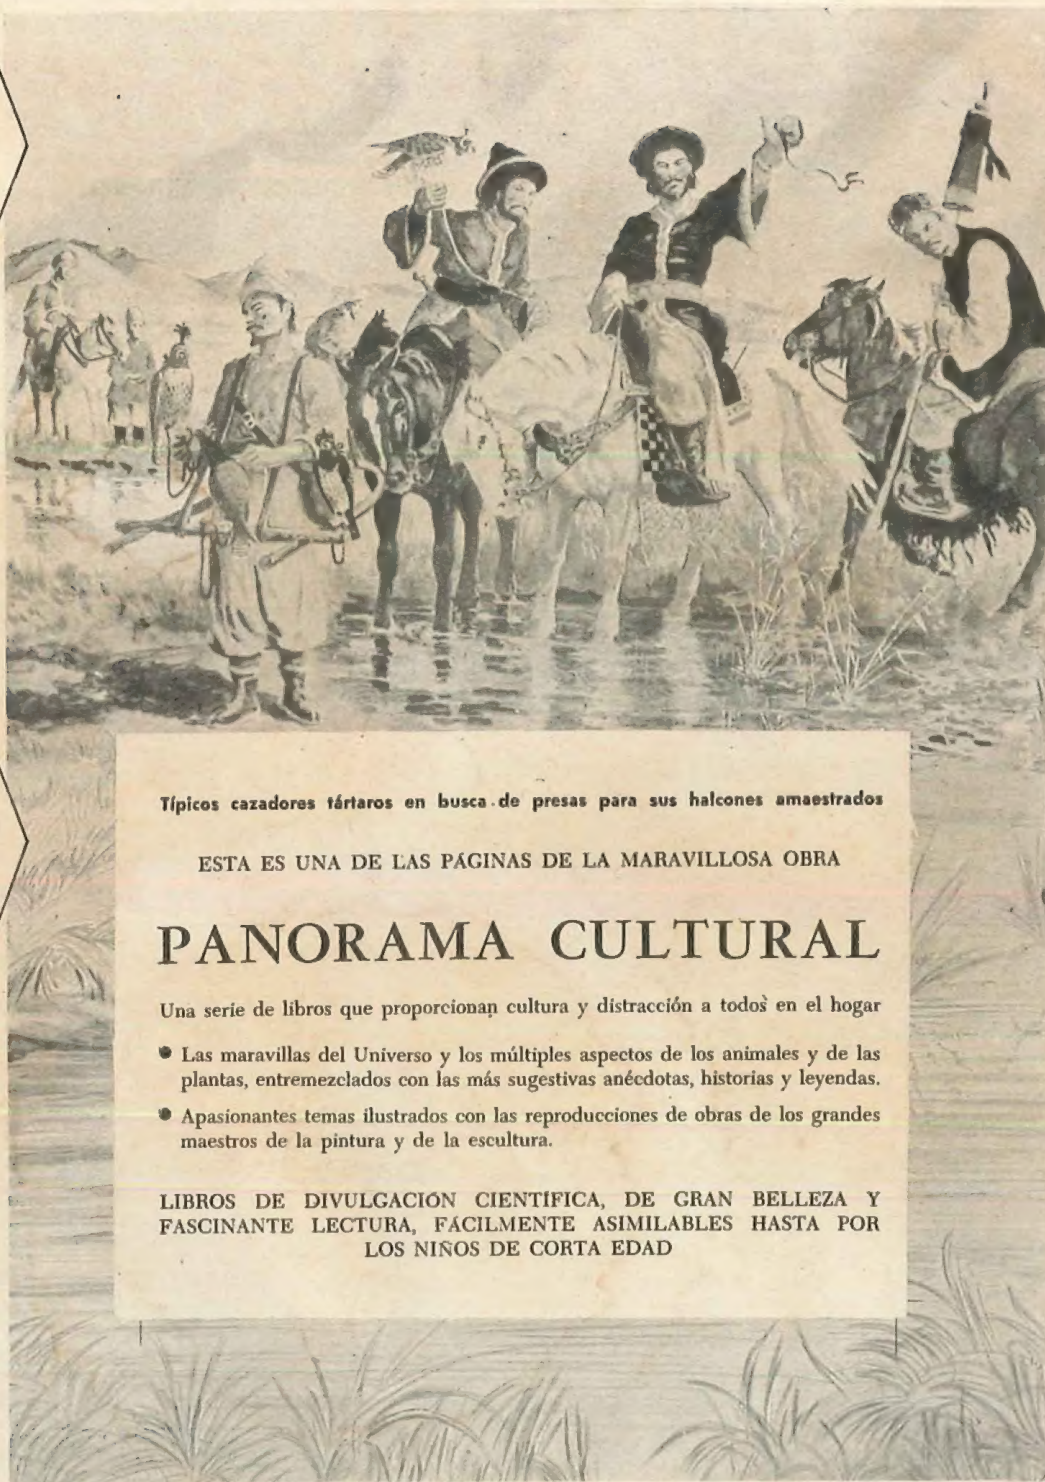 Típicos cazadores tártaros en busca de presas para sus halcones amaestrados
ESTA ES UNA DE LAS PÁGINAS DE LA MARAVILLOSA OBRA
PANORAMA CULTURAL
Una serie de libros que proporcionan cultura y distracción a todos en el hogar
• Las maravillas del Universo y los múltiples aspectos de los animales y de las
plantas, entremezclados con las más sugestivas anécdotas, historias y leyendas.
• Apasionantes temas ilustrados con las reproducciones de obras de los grandes
maestros de la pintura y de la escultura.
LIBROS DE DIVULGACIÓN CIENTÍFICA, DE GRAN BELLEZA Y
FASCINANTE LECTURA, FÁCILMENTE ASIMILABLES HASTA POR
LOS NIÑOS DE CORTA EDAD